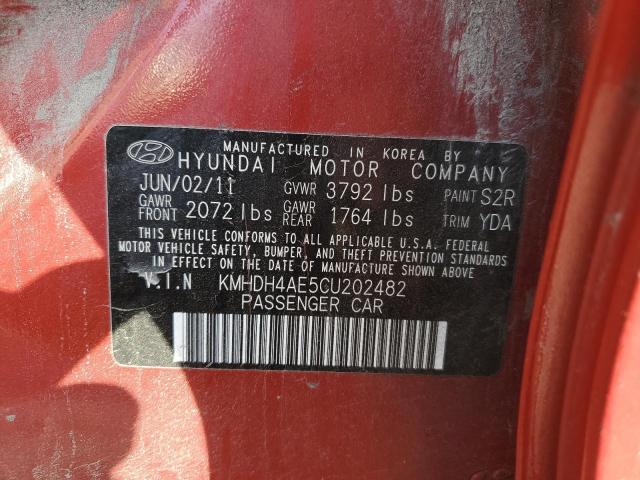 MANUFACTURED IN KOREA BY
HYUNDAI MOTOR COMPANY
JUN/02/11 GVWR 3792 lbs PAINT S2R
GAWR FRONT 2072 lbs GAWR REAR 1764 lbs TRIM YDA
THIS VEHICLE CONFORMS TO ALL APPLICABLE U.S.A. FEDERAL
MOTOR VEHICLE SAFETY, BUMPER, AND THEFT PREVENTION STANDARDS
IN EFFECT ON THE DATE OF MANUFACTURE SHOWN ABOVE.
V.I.N KMHDH4AE5CU202482
PASSENGER CAR